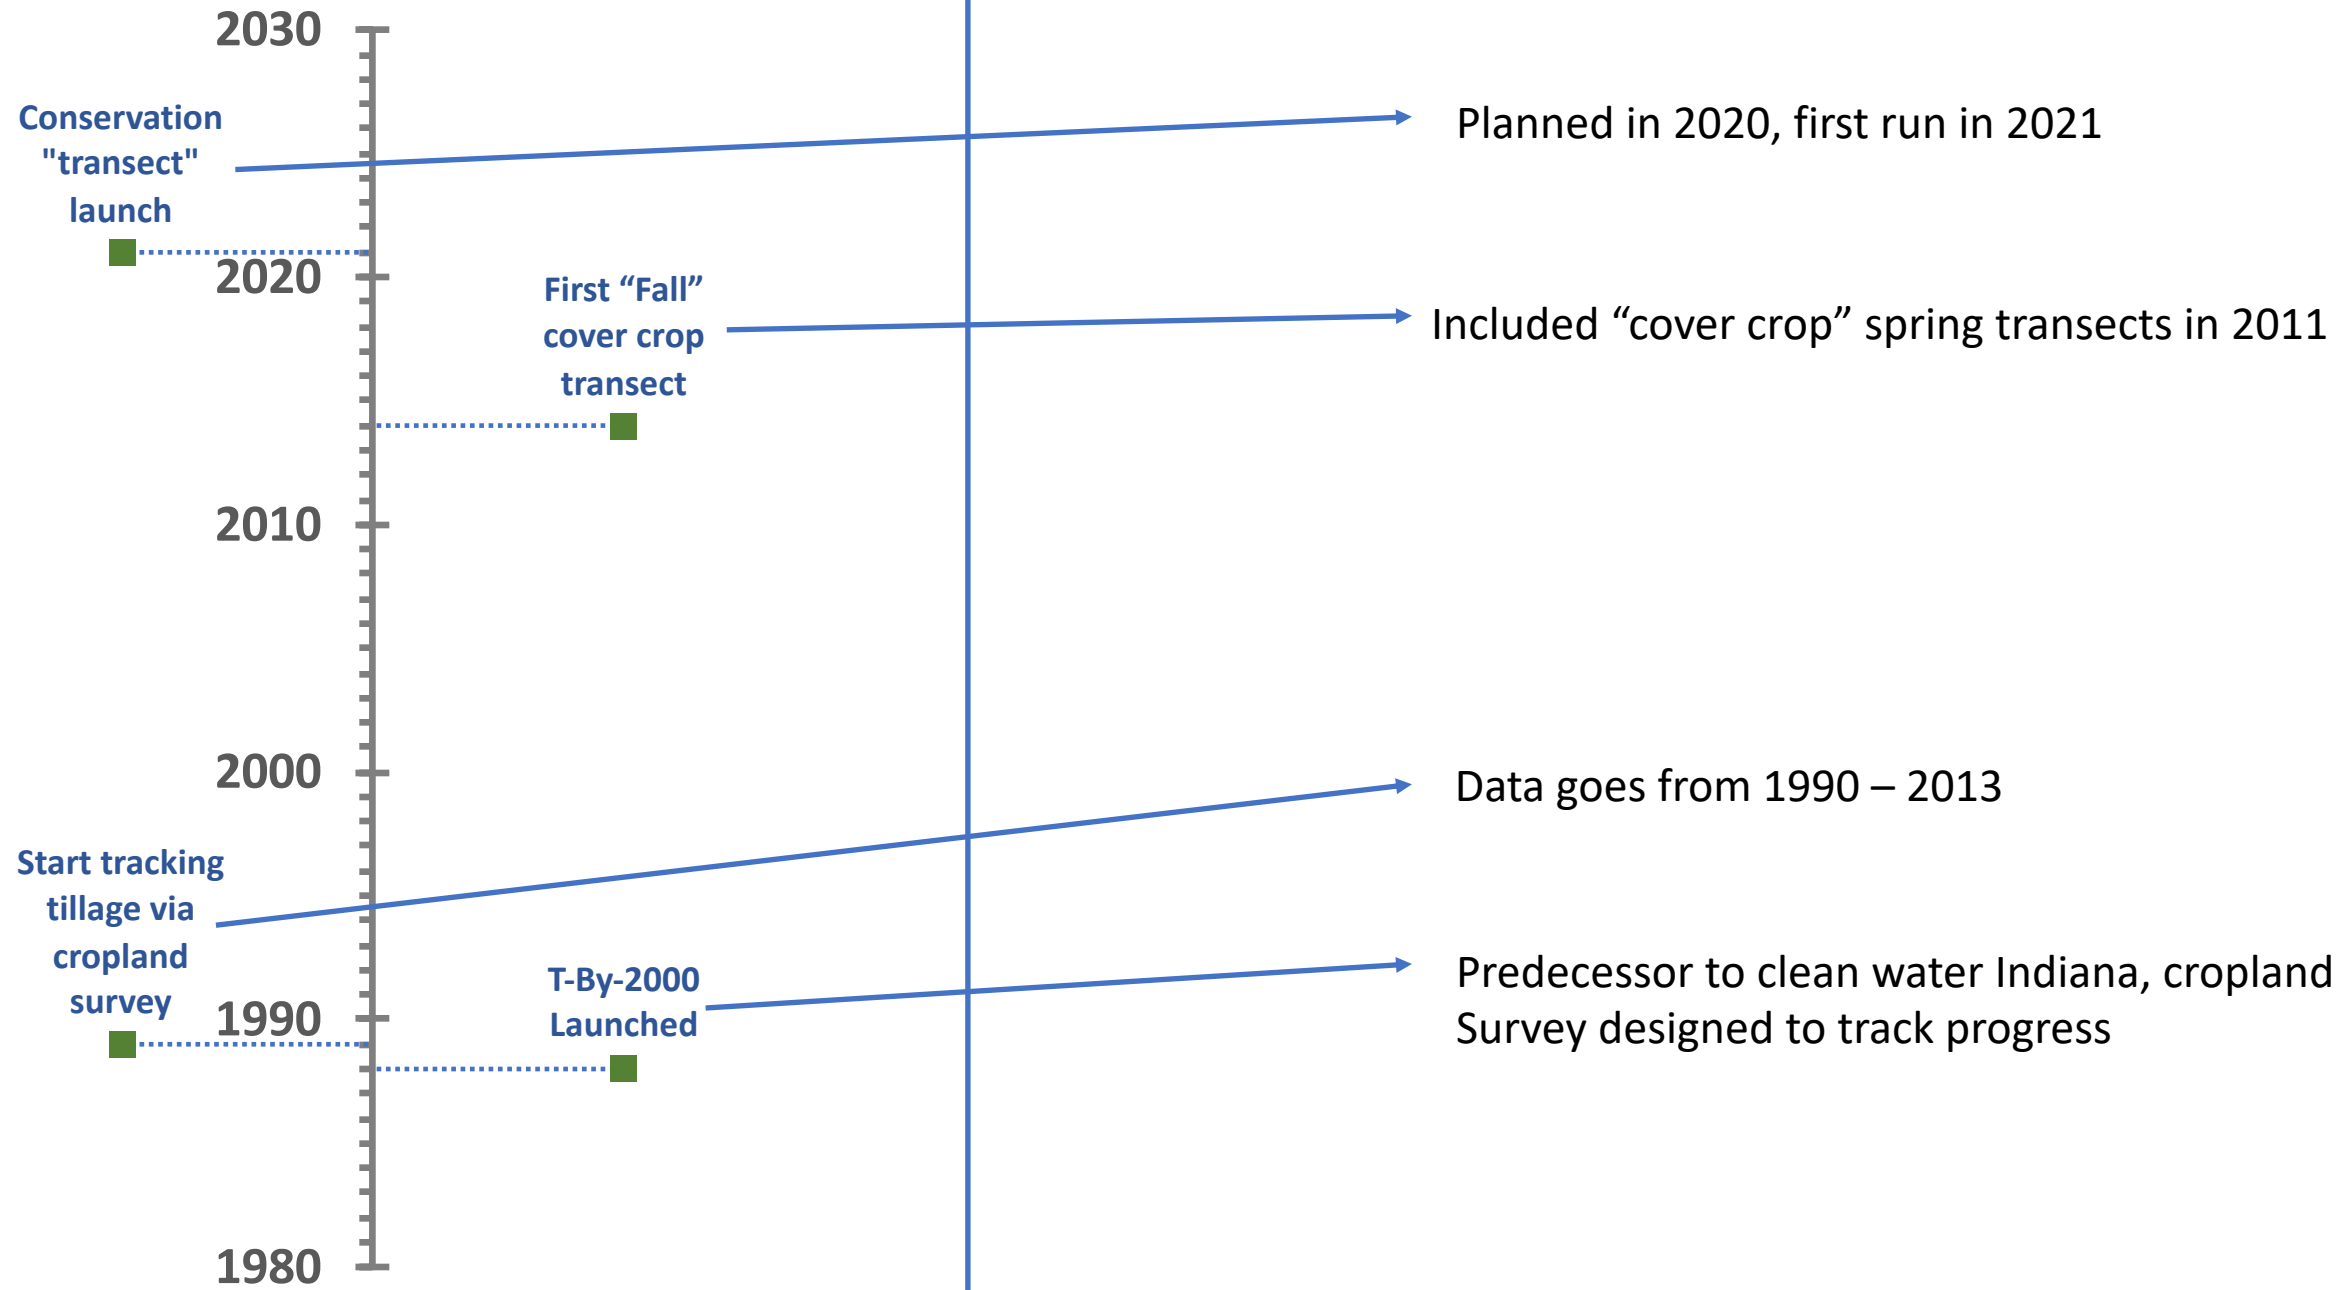 2030
Conservation
"transect"
launch
Planned in 2020, first run in 2021
2020
First “Fall”
cover crop
transect
Included “cover crop” spring transects in 2011
2010
2000
Data goes from 1990 – 2013
Start tracking
tillage via
cropland
survey
1990
T-By-2000
Launched
Predecessor to clean water Indiana, cropland
Survey designed to track progress
1980